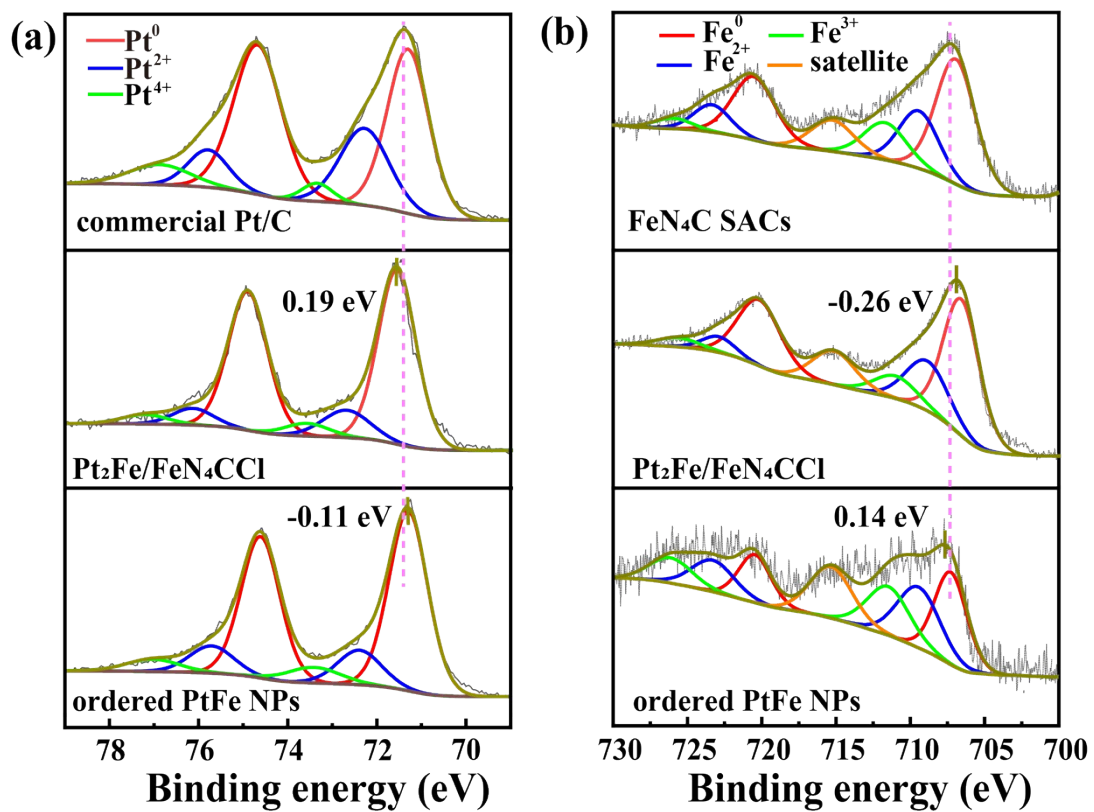 (a)
Pt⁰
Pt²⁺
Pt⁴⁺
commercial Pt/C
0.19 eV
Pt₂Fe/FeN₄CCl
-0.11 eV
ordered PtFe NPs
78 76 74 72 70
Binding energy (eV)
(b)
Fe⁰ Fe³⁺
Fe²⁺ satellite
FeN₄C SACs
-0.26 eV
Pt₂Fe/FeN₄CCl
0.14 eV
ordered PtFe NPs
730 725 720 715 710 705 700
Binding energy (eV)